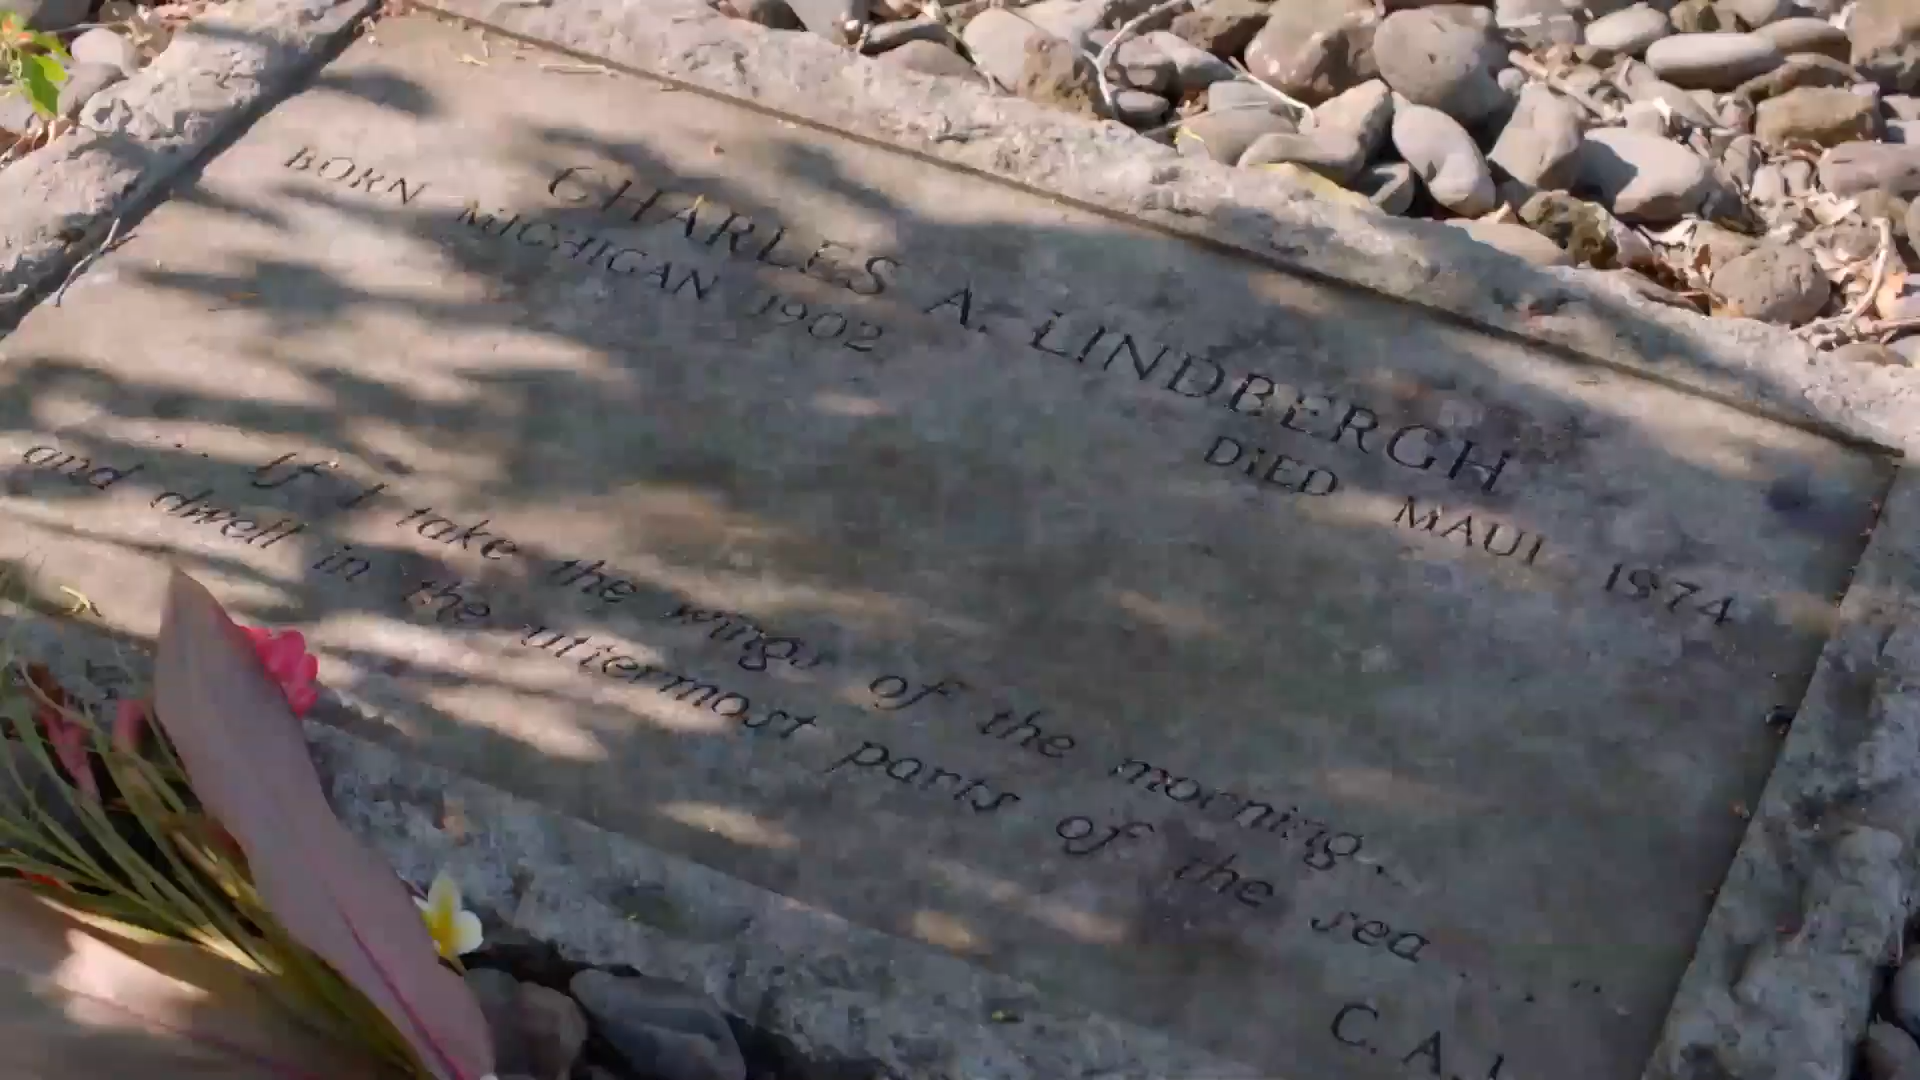 CHARLES A. LINDBERGH
BORN MICHIGAN 1902 DIED MAUI 1974
... If I take the wings of the morning...
and dwell in the uttermost parts of the sea ....
C. A. L